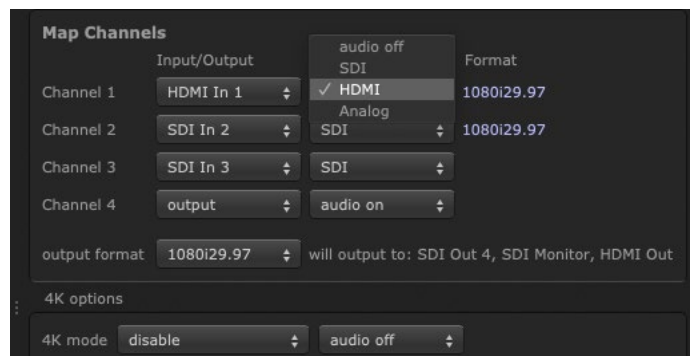 Map Channels
Input/Output
audio off
SDI
✓ HDMI
Analog
Format
Channel 1
HDMI In 1
1080i29.97
Channel 2
SDI In 2
SDI
1080i29.97
Channel 3
SDI In 3
SDI
Channel 4
output
audio on
output format
1080i29.97
will output to: SDI Out 4, SDI Monitor, HDMI Out
4K options
4K mode
disable
audio off